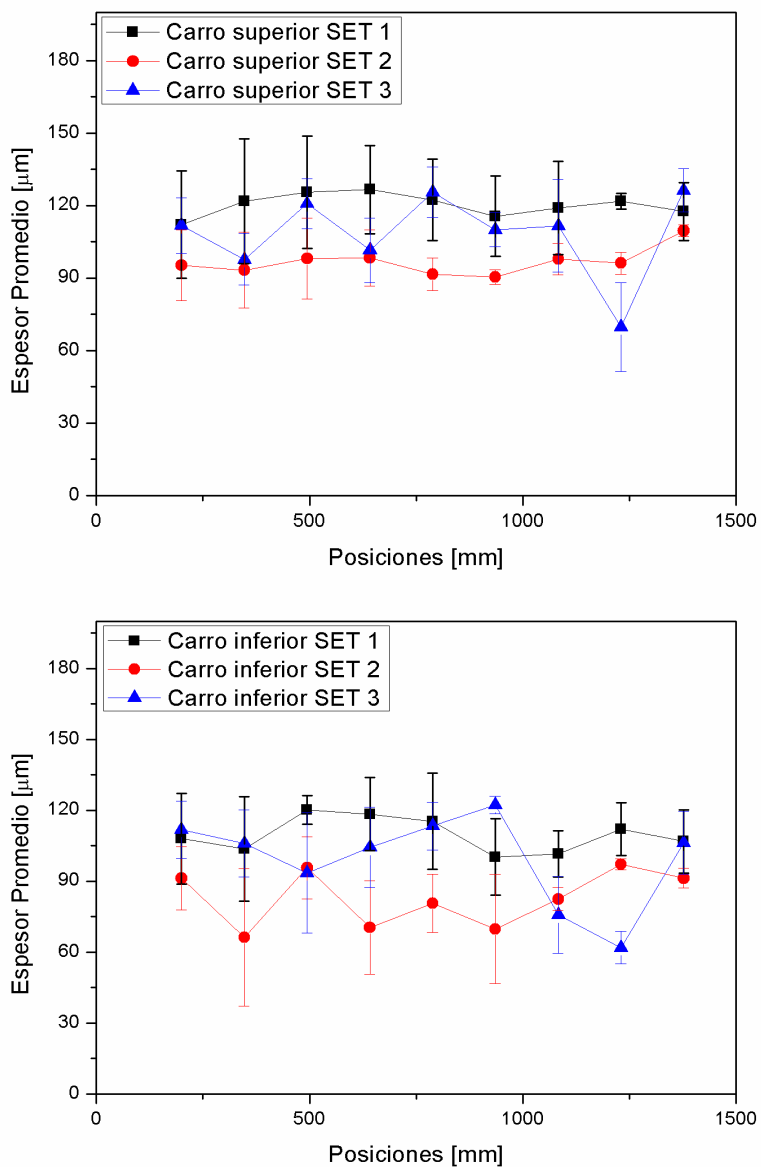 Carro superior SET 1
Carro superior SET 2
Carro superior SET 3
180
150
120
90
60
30
0
Espesor Promedio [μm]
0 500 1000 1500
Posiciones [mm]
Carro inferior SET 1
Carro inferior SET 2
Carro inferior SET 3
180
150
120
90
60
30
0
Espesor Promedio [μm]
0 500 1000 1500
Posiciones [mm]